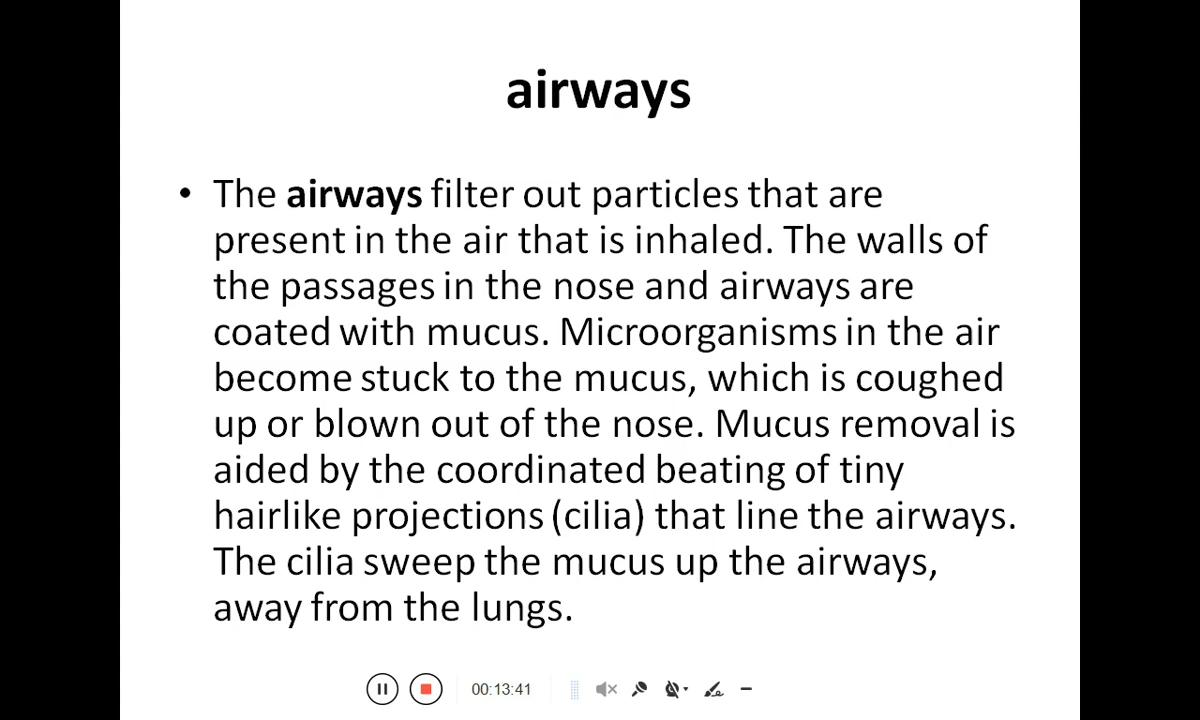 airways
• The airways filter out particles that are
present in the air that is inhaled. The walls of
the passages in the nose and airways are
coated with mucus. Microorganisms in the air
become stuck to the mucus, which is coughed
up or blown out of the nose. Mucus removal is
aided by the coordinated beating of tiny
hairlike projections (cilia) that line the airways.
The cilia sweep the mucus up the airways,
away from the lungs.
00:13:41